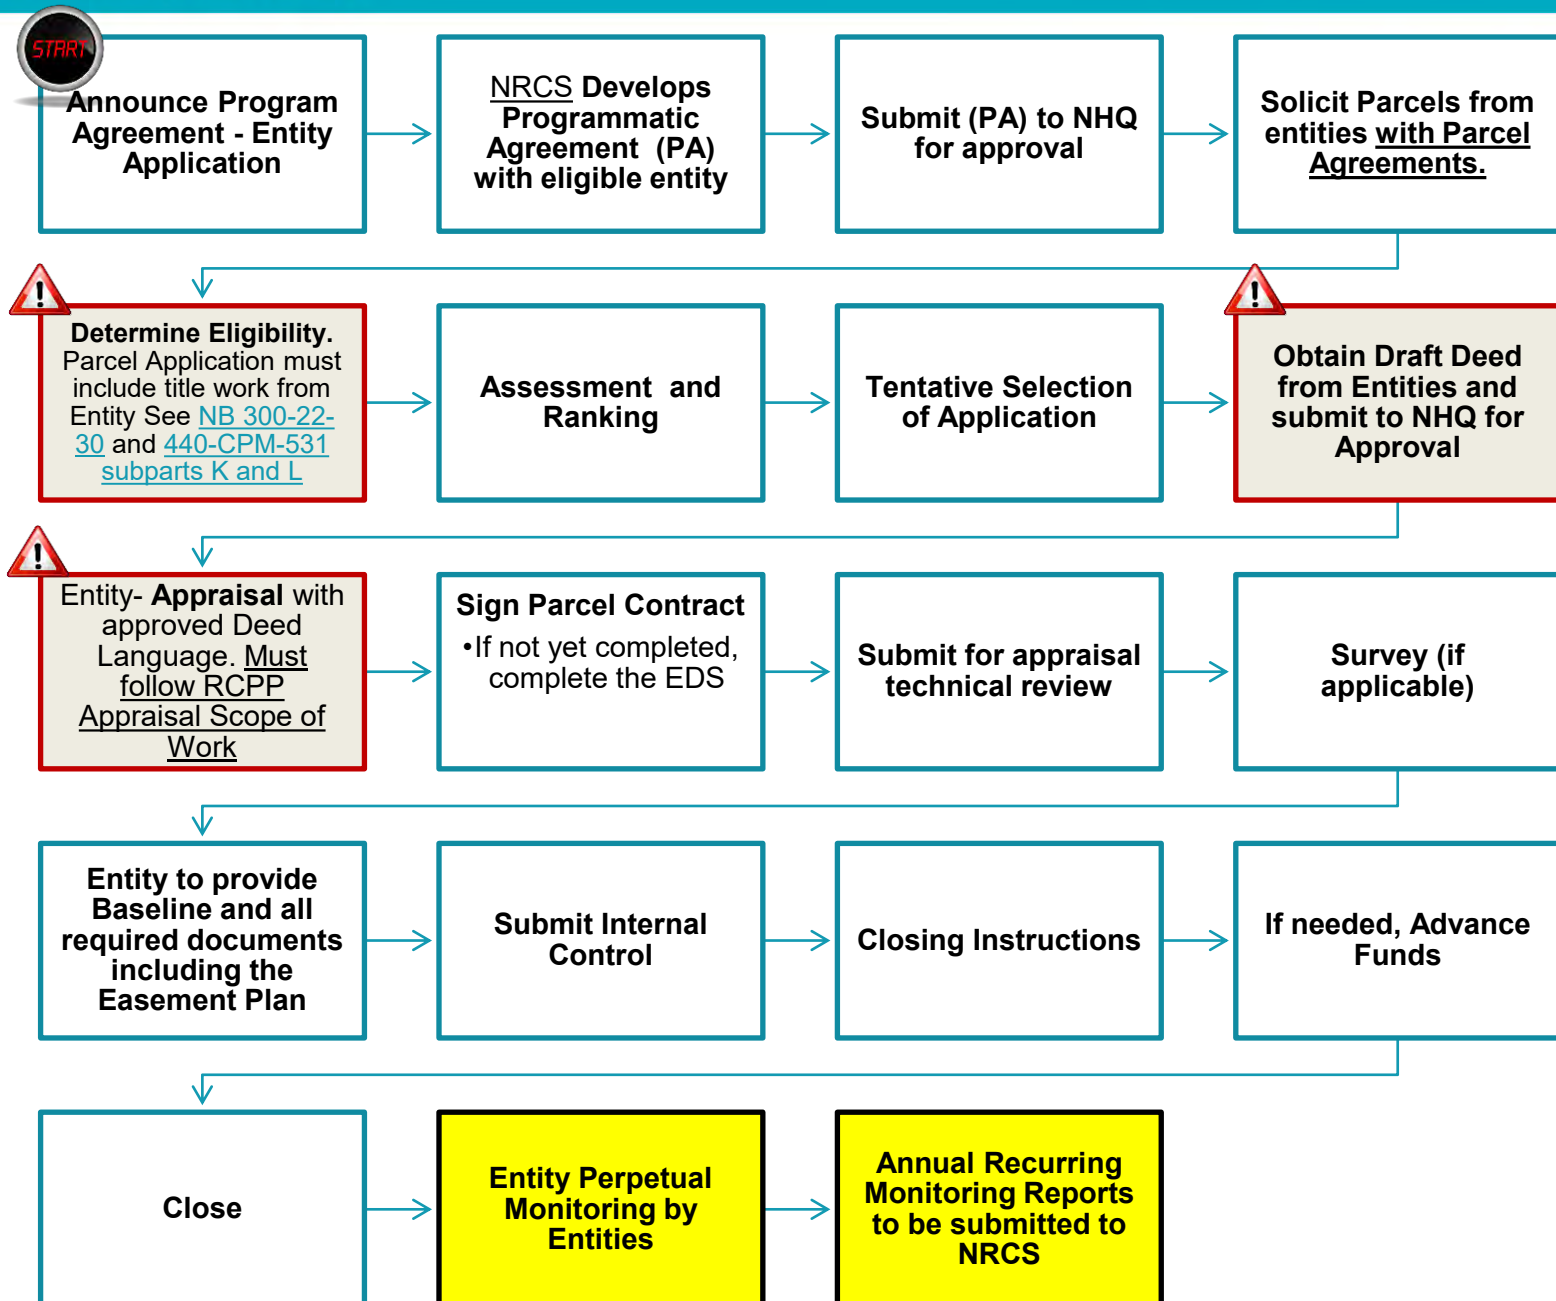 START
Announce Program
Agreement - Entity
Application
NRCS Develops
Programmatic
Agreement (PA)
with eligible entity
Submit (PA) to NHQ
for approval
Solicit Parcels from
entities with Parcel
Agreements.
!
Determine Eligibility.
Parcel Application must
include title work from
Entity See NB 300-22-
30 and 440-CPM-531
subparts K and L
Assessment and
Ranking
Tentative Selection
of Application
!
Obtain Draft Deed
from Entities and
submit to NHQ for
Approval
!
Entity- Appraisal with
approved Deed
Language. Must
follow RCPP
Appraisal Scope of
Work
Sign Parcel Contract
•If not yet completed,
complete the EDS
Submit for appraisal
technical review
Survey (if
applicable)
Entity to provide
Baseline and all
required documents
including the
Easement Plan
Submit Internal
Control
Closing Instructions
If needed, Advance
Funds
Close
Entity Perpetual
Monitoring by
Entities
Annual Recurring
Monitoring Reports
to be submitted to
NRCS